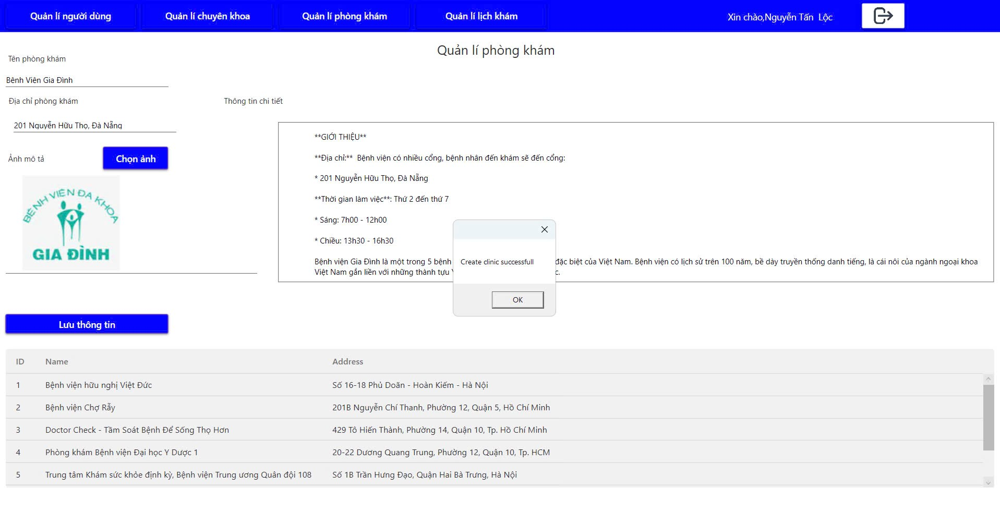 Quản lí người dùng
Quản lí chuyên khoa
Quản lí phòng khám
Quản lí lịch khám
Xin chào,Nguyễn Tấn  Lộc
Quản lí phòng khám
Tên phòng khám
Bênh Viên Gia Đình
Địa chỉ phòng khám
201 Nguyễn Hữu Thọ, Đà Nẵng
Ảnh mô tả
Chọn ảnh
BÊNH VIÊN ĐA KHOA
GIA ĐÌNH
Thông tin chi tiết
**GIỚI THIỆU**
**Địa chỉ:**  Bệnh viện có nhiều cổng, bệnh nhân đến khám sẽ đến cổng:
* 201 Nguyễn Hữu Thọ, Đà Nẵng
**Thời gian làm việc**: Thứ 2 đến thứ 7
* Sáng: 7h00 - 12h00
* Chiều: 13h30 - 16h30
Bệnh viện Gia Đình là một trong 5 bệnh đặc biệt của Việt Nam. Bệnh viện có lịch sử trên 100 năm, bề dày truyền thống danh tiếng, là cái nôi của ngành ngoại khoa
Việt Nam gắn liền với những thành tựu
Create clinic successfull
OK
Lưu thông tin
ID Name Address
1 Bệnh viện hữu nghị Việt Đức Số 16-18 Phủ Doãn - Hoàn Kiếm - Hà Nội
2 Bệnh viện Chợ Rẫy 201B Nguyễn Chí Thanh, Phường 12, Quận 5, Hồ Chí Minh
3 Doctor Check - Tầm Soát Bệnh Để Sống Thọ Hơn 429 Tô Hiến Thành, Phường 14, Quận 10, Tp. Hồ Chí Minh
4 Phòng khám Bệnh viện Đại học Y Dược 1 20-22 Dương Quang Trung, Phường 12, Quận 10, Tp. HCM
5 Trung tâm Khám sức khỏe định kỳ, Bệnh viện Trung ương Quân đội 108 Số 1B Trần Hưng Đạo, Quận Hai Bà Trưng, Hà Nội